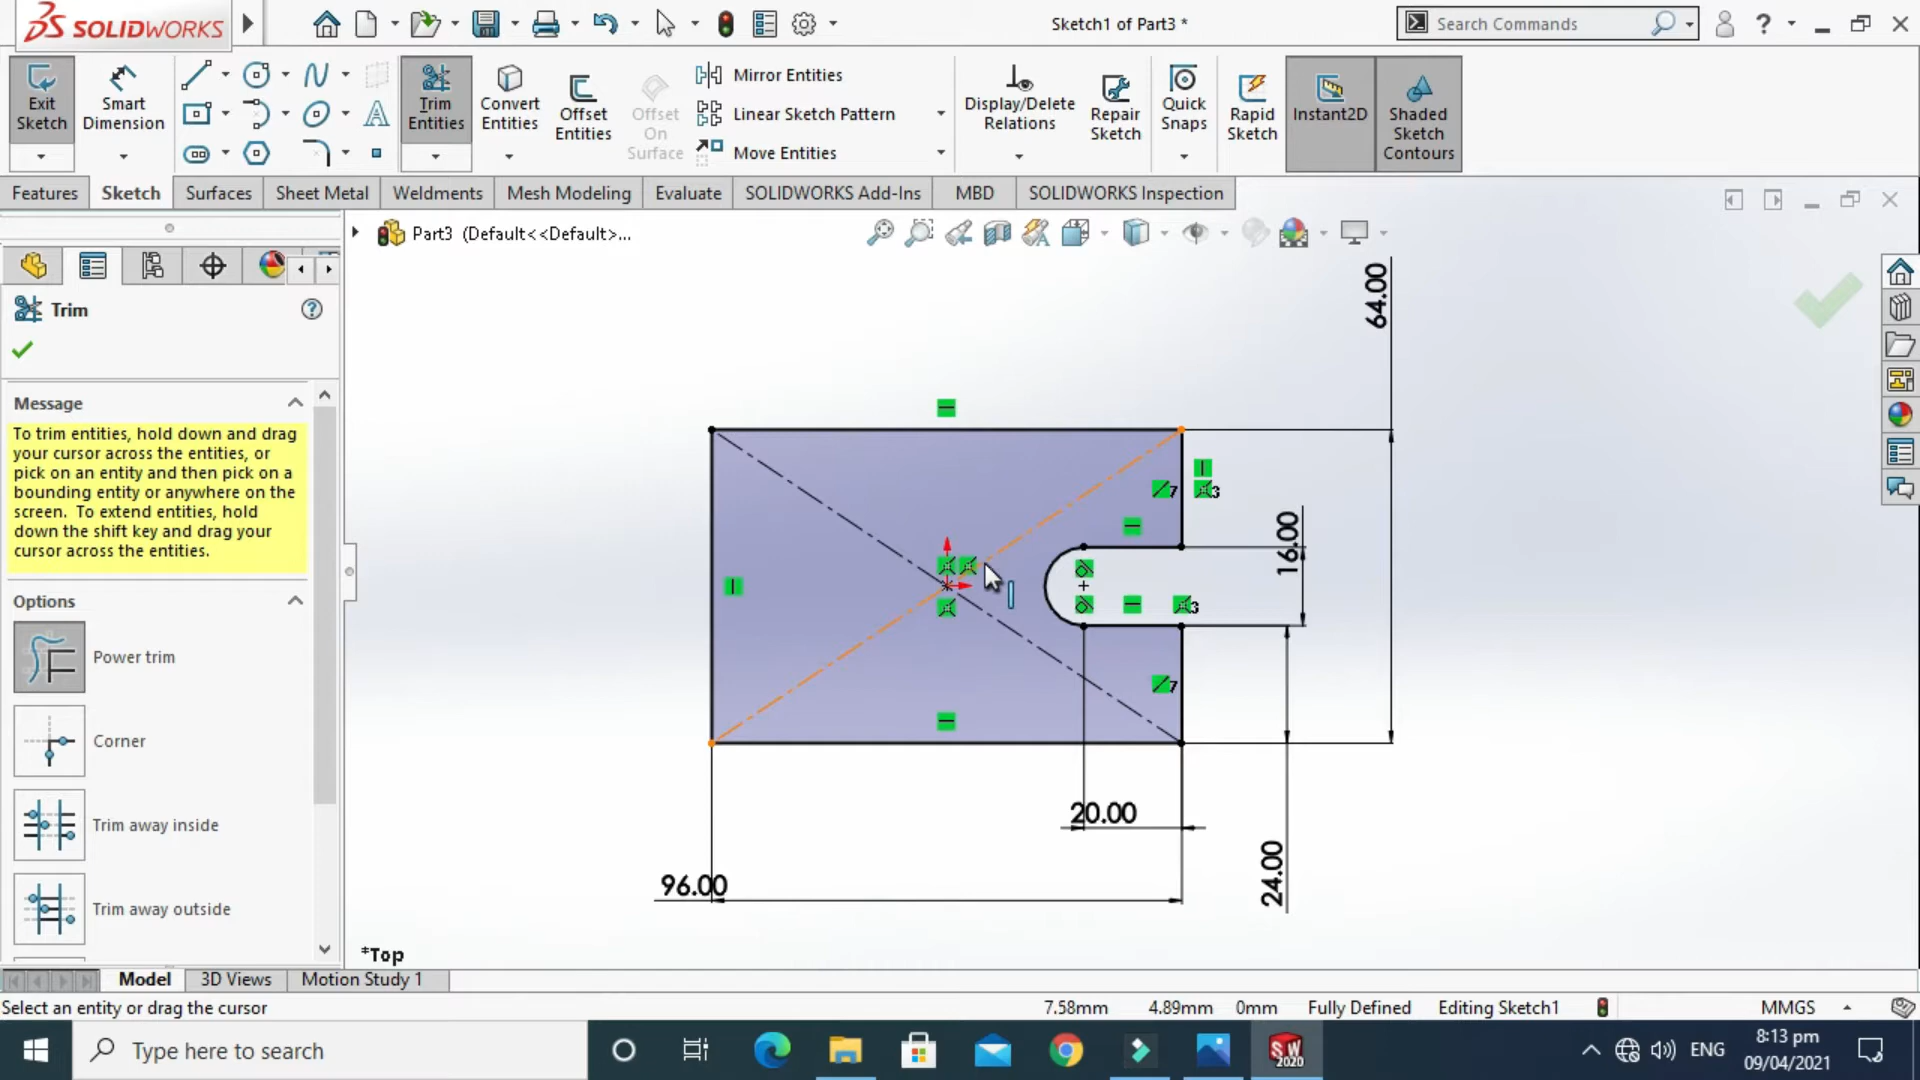 SOLIDWORKS
Sketch1 of Part3 *
Search Commands
?
Exit
Sketch
Smart
Dimension
Trim
Entities
Convert
Entities
Offset
Entities
Offset
On
Surface
Mirror Entities
Linear Sketch Pattern
Move Entities
Display/Delete
Relations
Repair
Sketch
Quick
Snaps
Rapid
Sketch
Instant2D
Shaded
Sketch
Contours
Features
Sketch
Surfaces
Sheet Metal
Weldments
Mesh Modeling
Evaluate
SOLIDWORKS Add-Ins
MBD
SOLIDWORKS Inspection
Part3 (Default<<Default>...
Trim
?
Message
To trim entities, hold down and drag
your cursor across the entities, or
pick on an entity and then pick on a
bounding entity or anywhere on the
screen. To extend entities, hold
down the shift key and drag your
cursor across the entities.
Options
Power trim
Corner
Trim away inside
Trim away outside
64.00
7
3
16.00
3
7
20.00
96.00
24.00
*Top
Model
3D Views
Motion Study 1
Select an entity or drag the cursor
7.58mm
4.89mm
0mm
Fully Defined
Editing Sketch1
MMGS
Type here to search
SW
2020
ENG
8:13 pm
09/04/2021